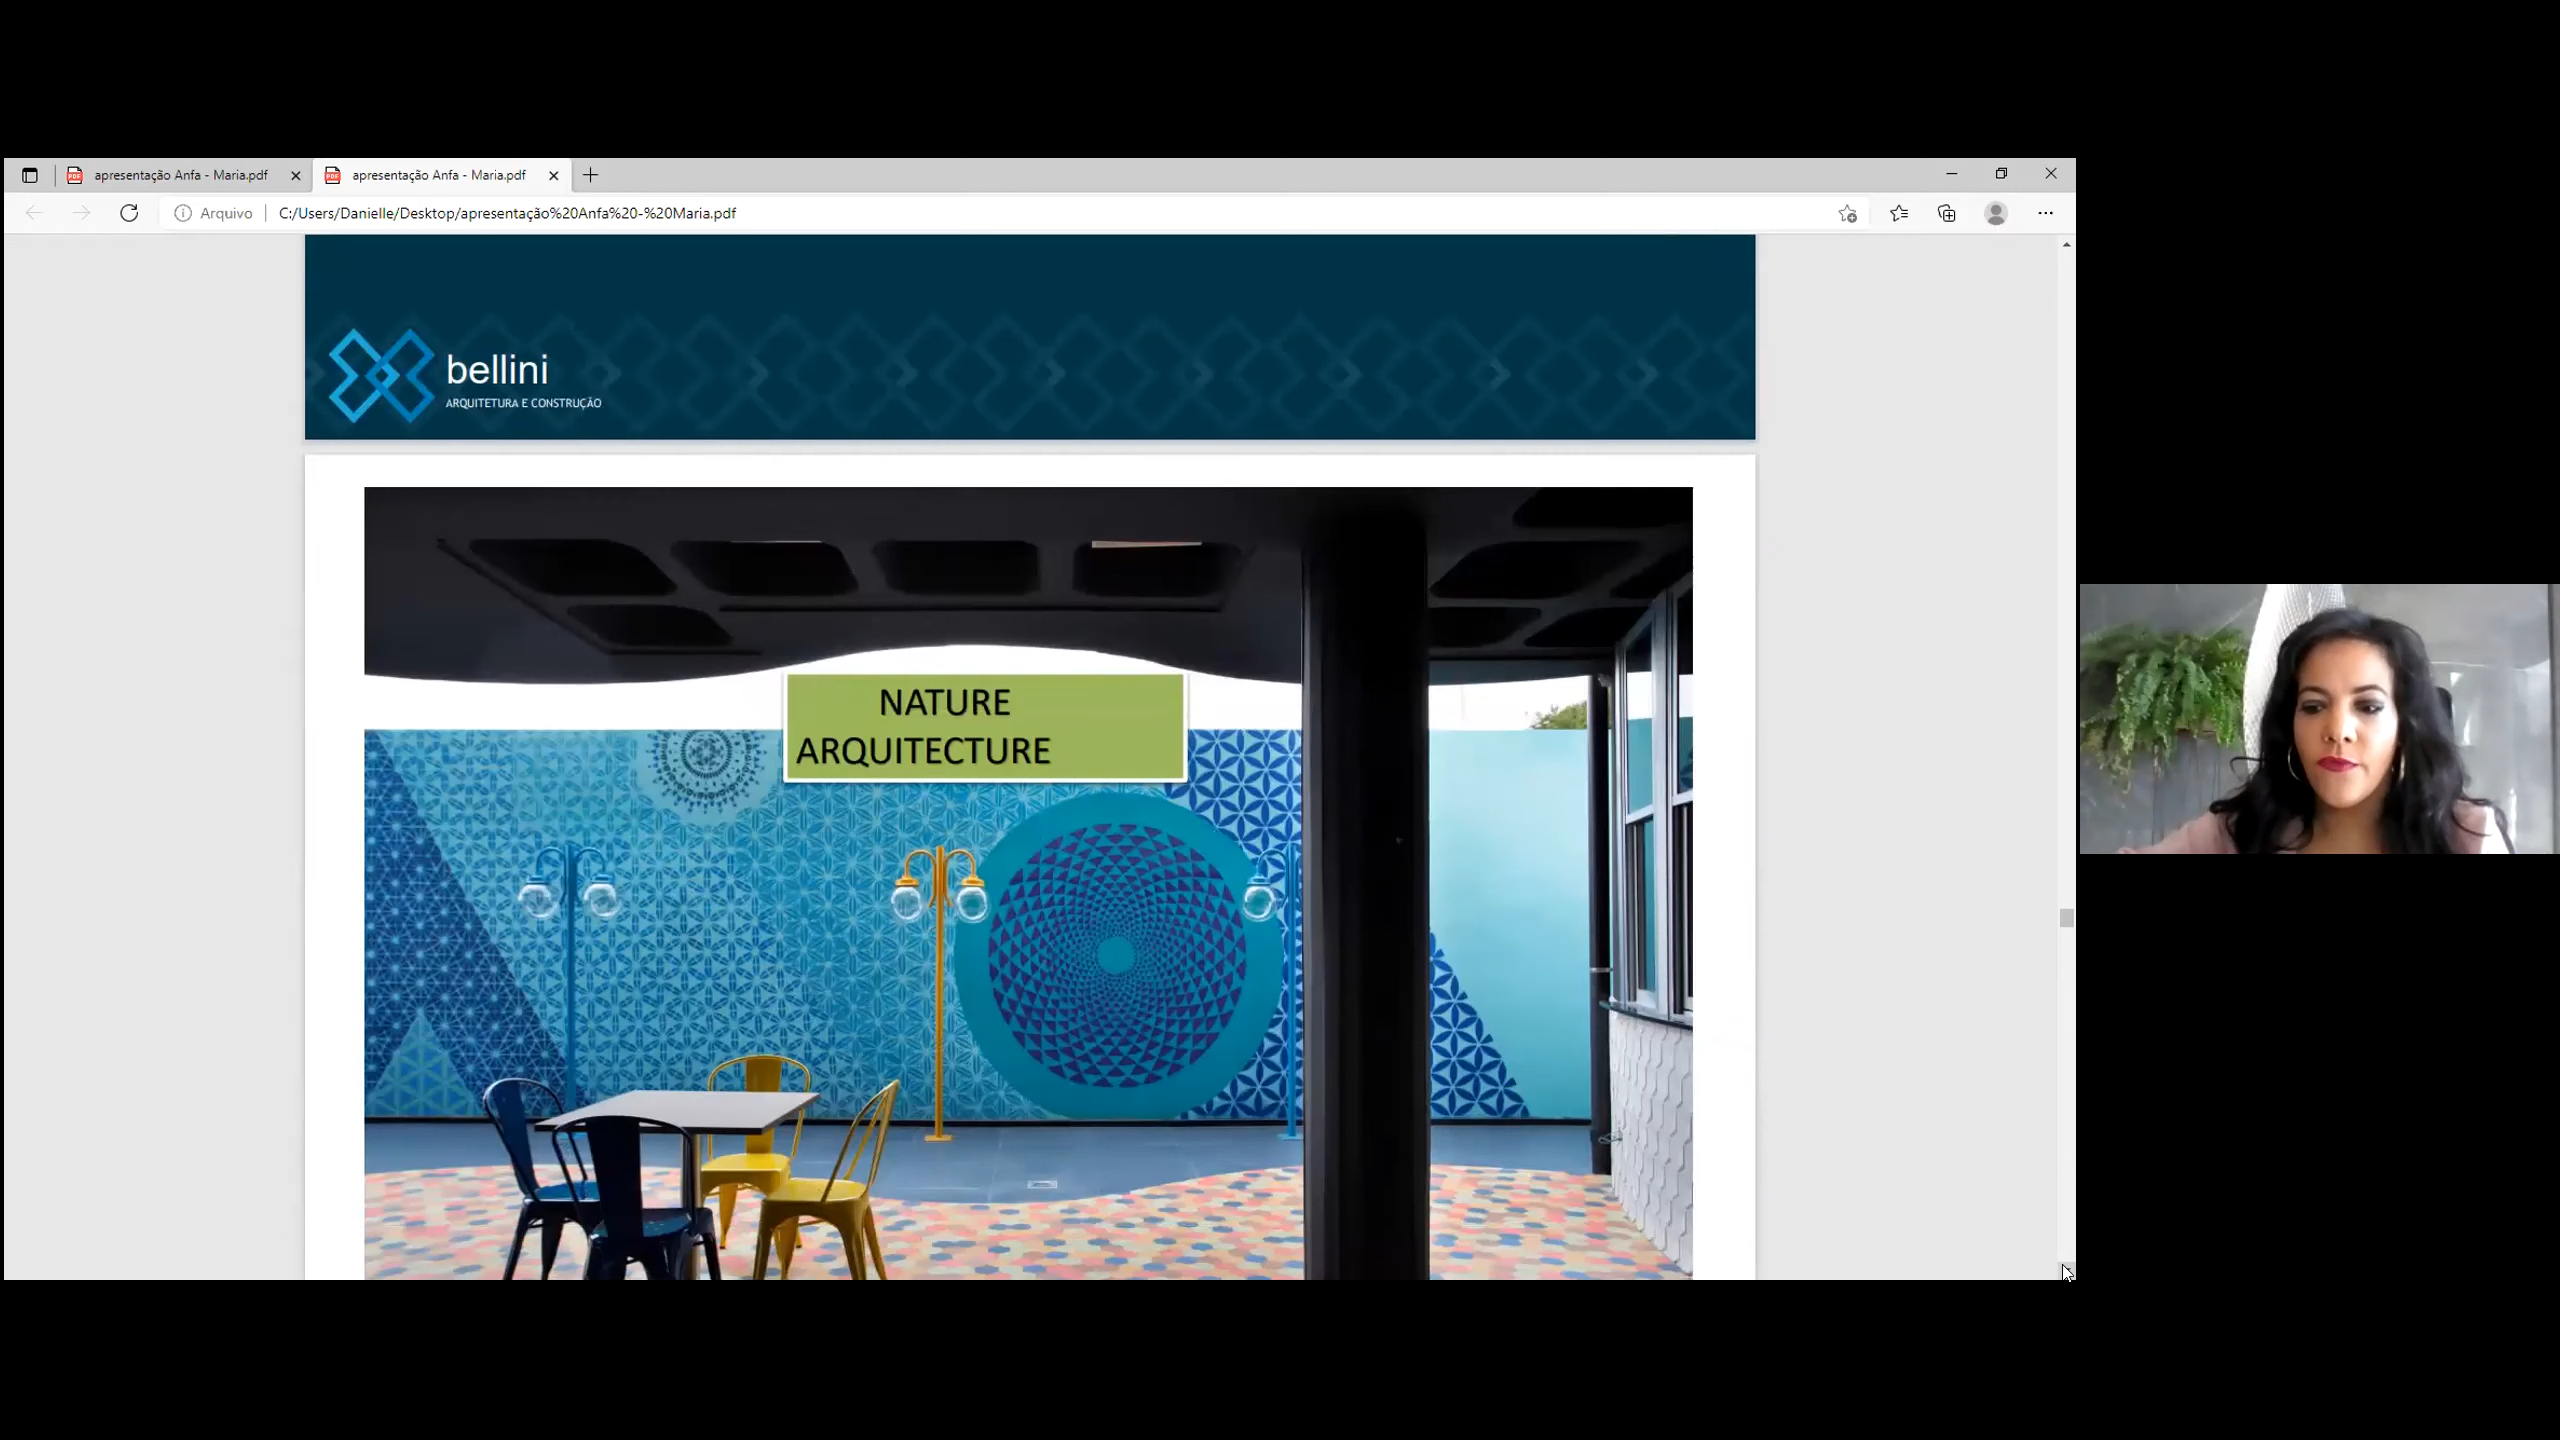 apresentação Anfa - Maria.pdf
apresentação Anfa - Maria.pdf
Arquivo
C:/Users/Danielle/Desktop/apresentação%20Anfa%20-%20Maria.pdf
bellini
ARQUITETURA E CONSTRUÇÃO
NATURE
ARQUITECTURE